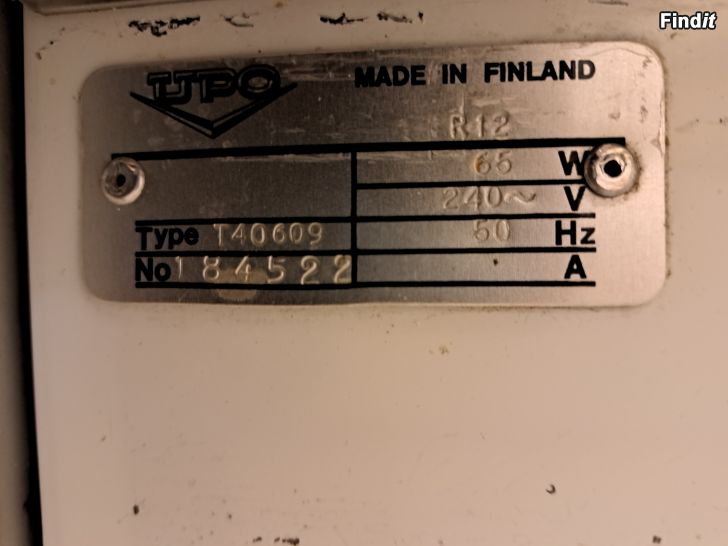 Findit
UPO MADE IN FINLAND
R12
65 W
240~ V
Type T40609 50 Hz
No 184522 A